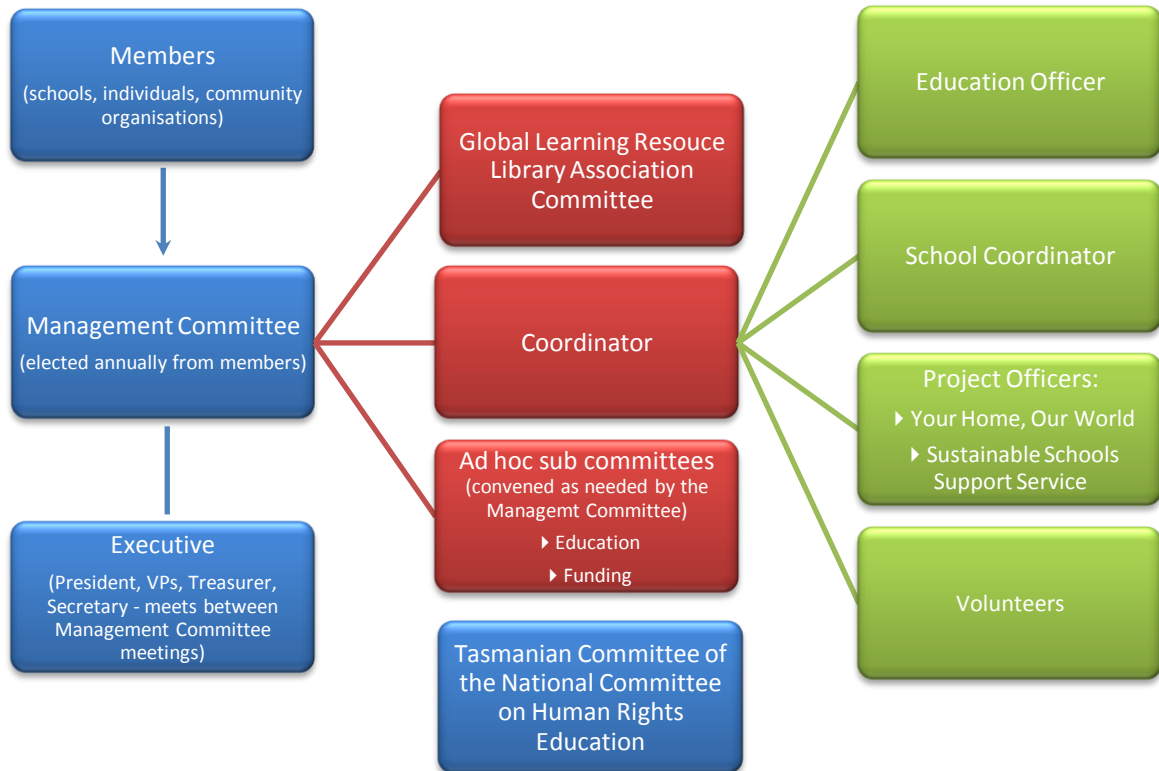 Members
(schools, individuals, community
organisations)
Management Committee
(elected annually from members)
Executive
(President, VPs, Treasurer,
Secretary - meets between
Management Committee
meetings)
Global Learning Resouce
Library Association
Committee
Coordinator
Ad hoc sub committees
(convened as needed by the
Managemt Committee)
Education
Funding
Tasmanian Committee of
the National Committee
on Human Rights
Education
Education Officer
School Coordinator
Project Officers:
Your Home, Our World
Sustainable Schools
Support Service
Volunteers